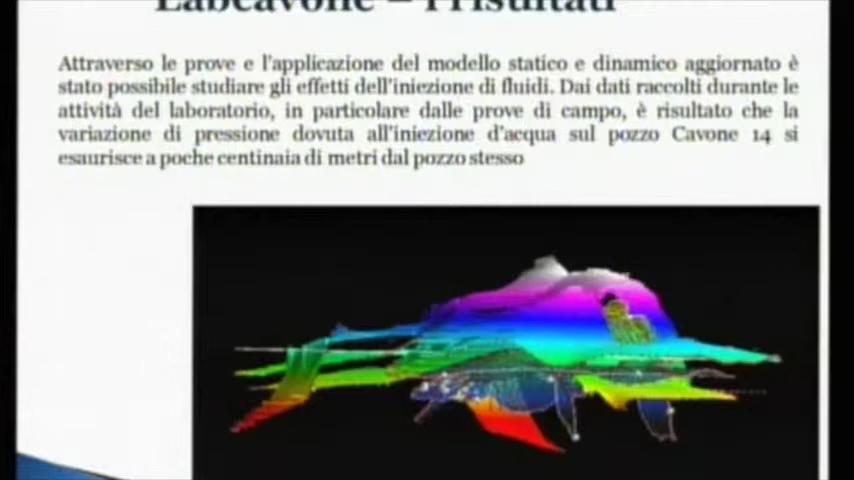 Labcavone – i risultati
Attraverso le prove e l'applicazione del modello statico e dinamico aggiornato è
stato possibile studiare gli effetti dell'iniezione di fluidi. Dai dati raccolti durante le
attività del laboratorio, in particolare dalle prove di campo, è risultato che la
variazione di pressione dovuta all'iniezione d'acqua sul pozzo Cavone 14 si
esaurisce a poche centinaia di metri dal pozzo stesso